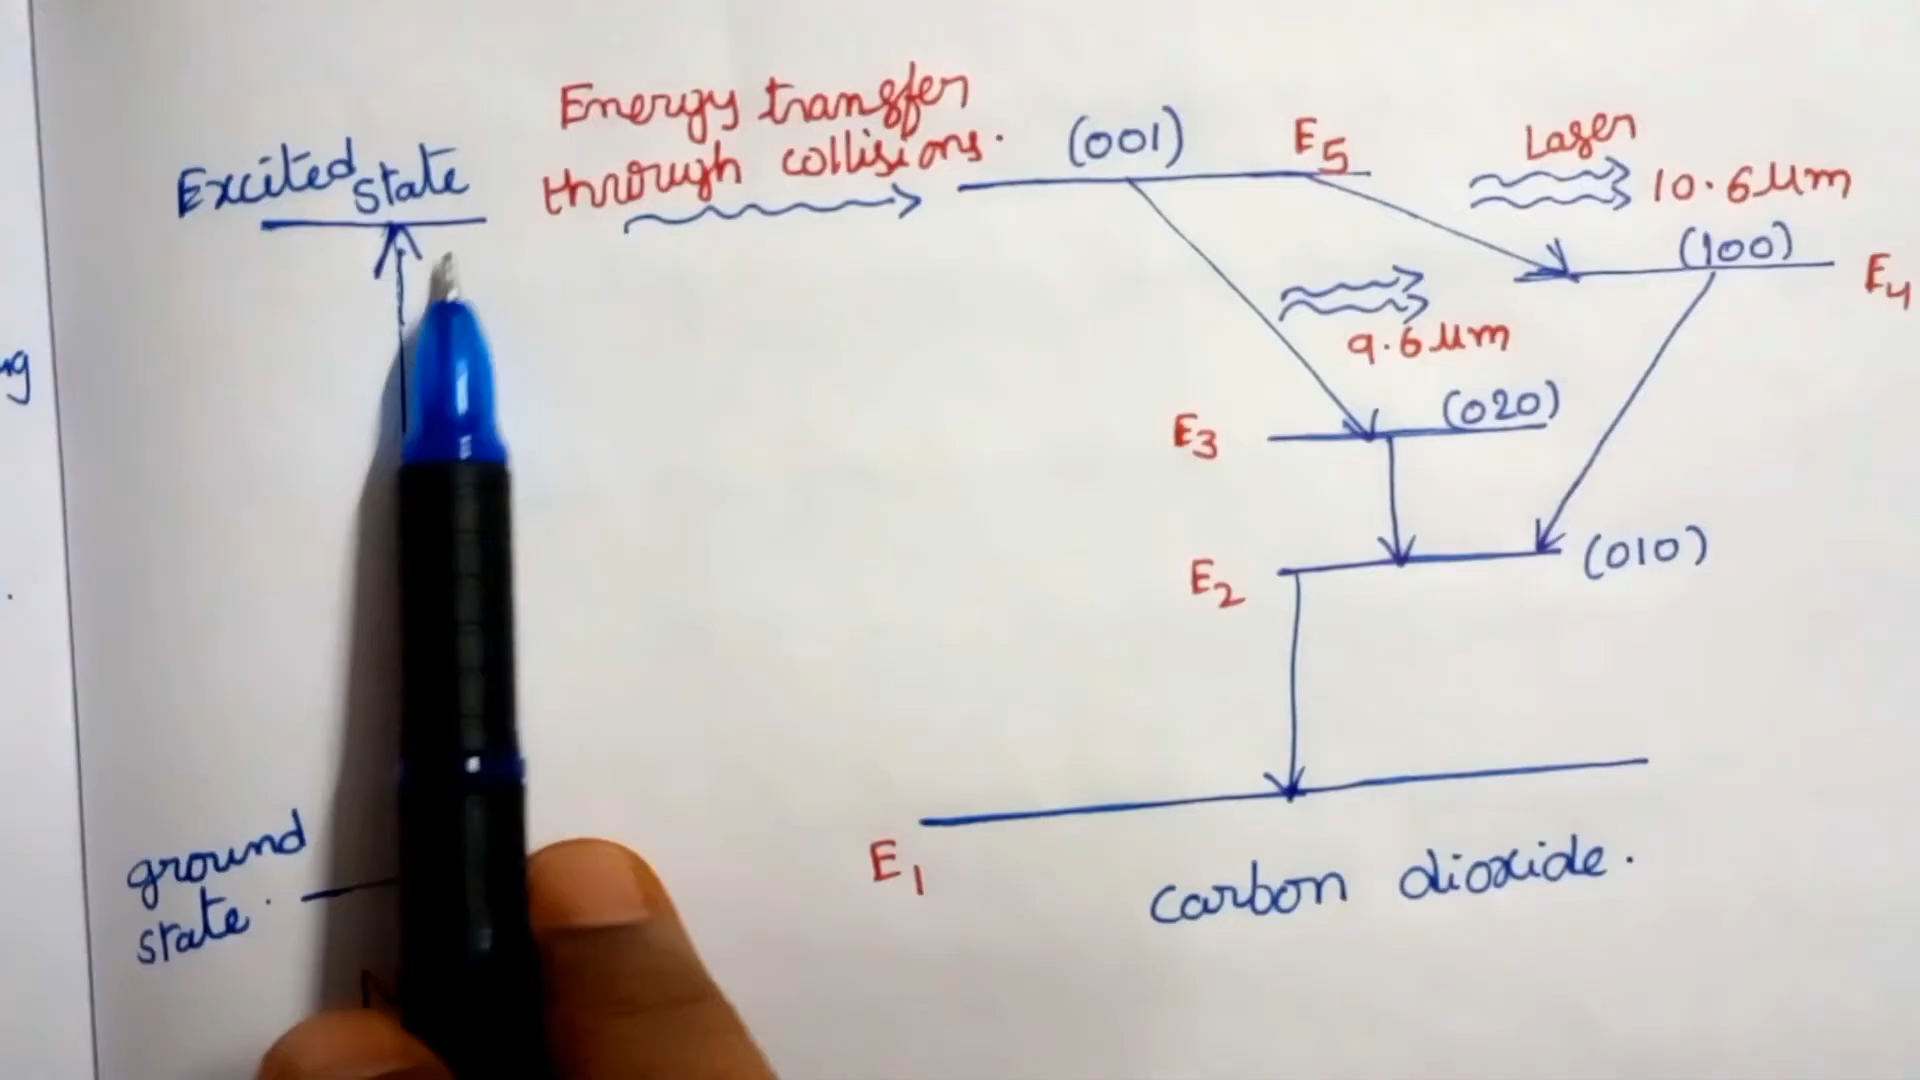 Excited state
Energy transfer
through collisions.
(001)
E5
Laser
10.6 μm
(100)
E4
9.6 μm
E3
(020)
E2
(010)
E1
ground
state.
carbon dioxide.